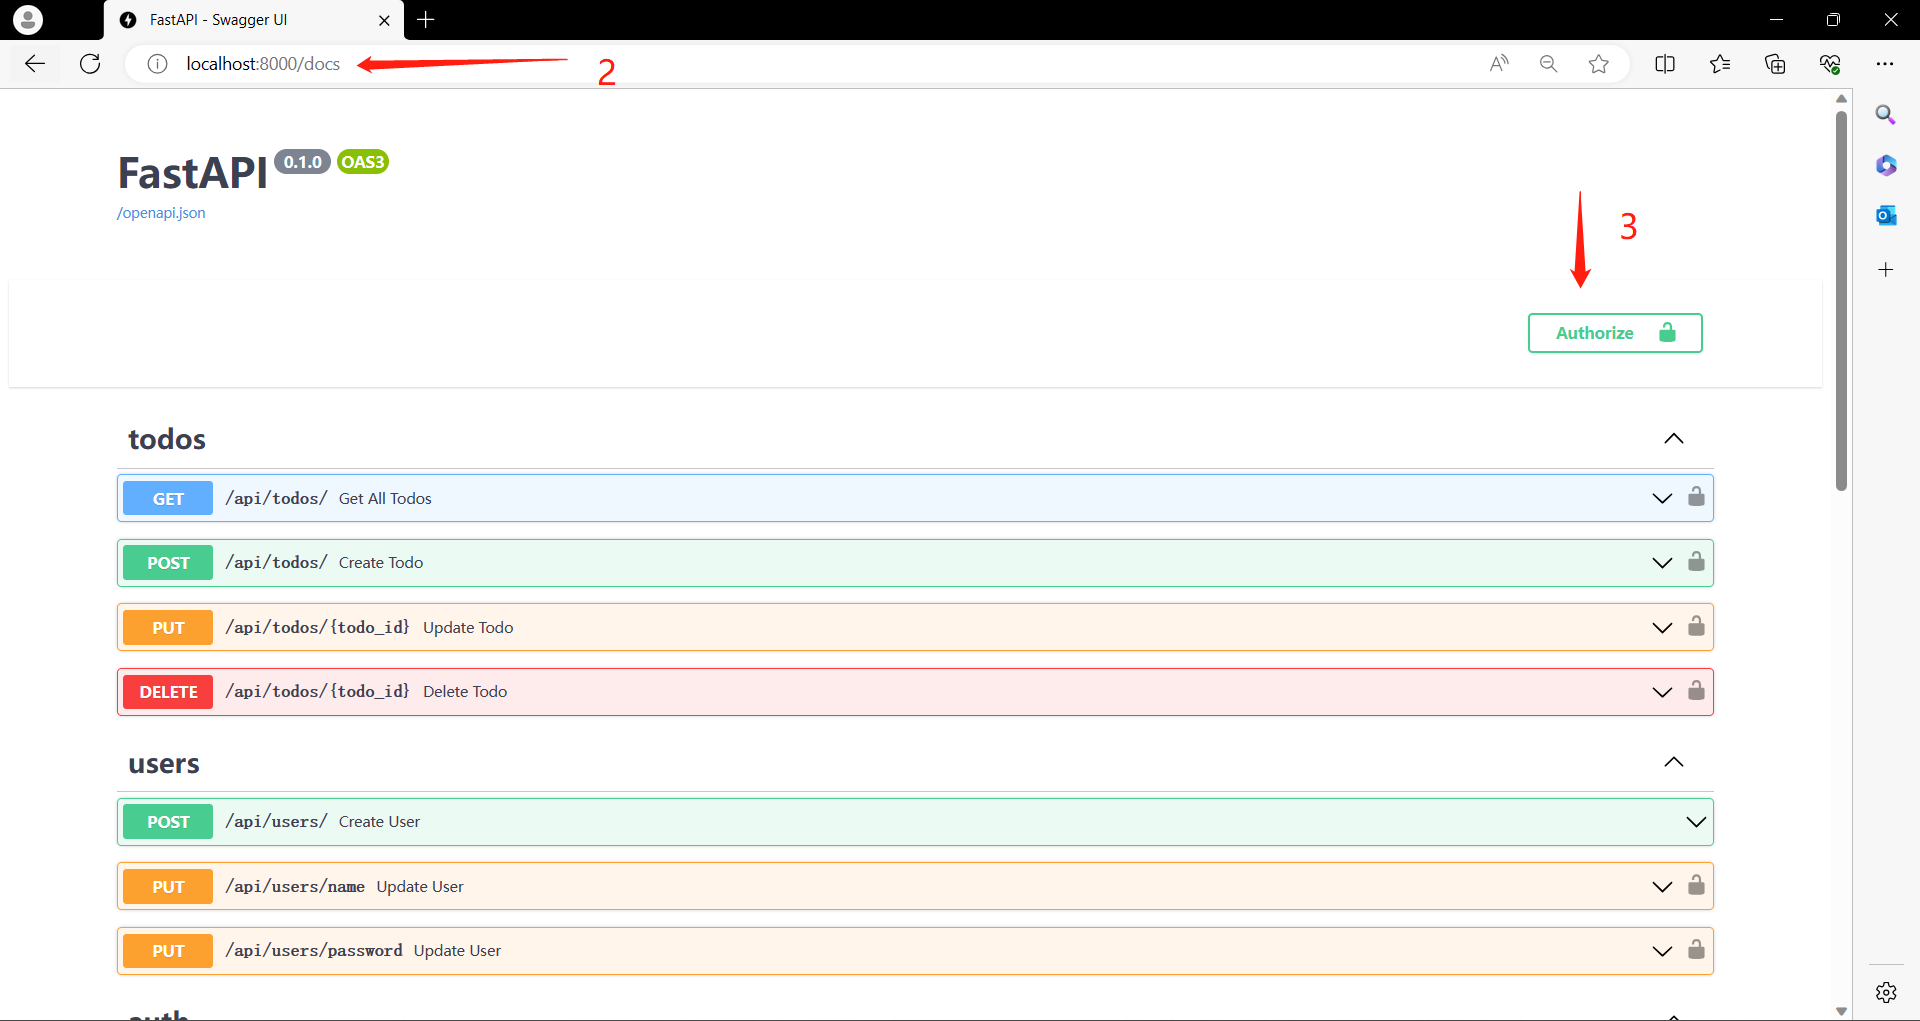 FastAPI - Swagger UI
localhost:8000/docs
2
FastAPI 0.1.0 OAS3
/openapi.json
3
Authorize
todos
GET /api/todos/ Get All Todos
POST /api/todos/ Create Todo
PUT /api/todos/{todo_id} Update Todo
DELETE /api/todos/{todo_id} Delete Todo
users
POST /api/users/ Create User
PUT /api/users/name Update User
PUT /api/users/password Update User
auth